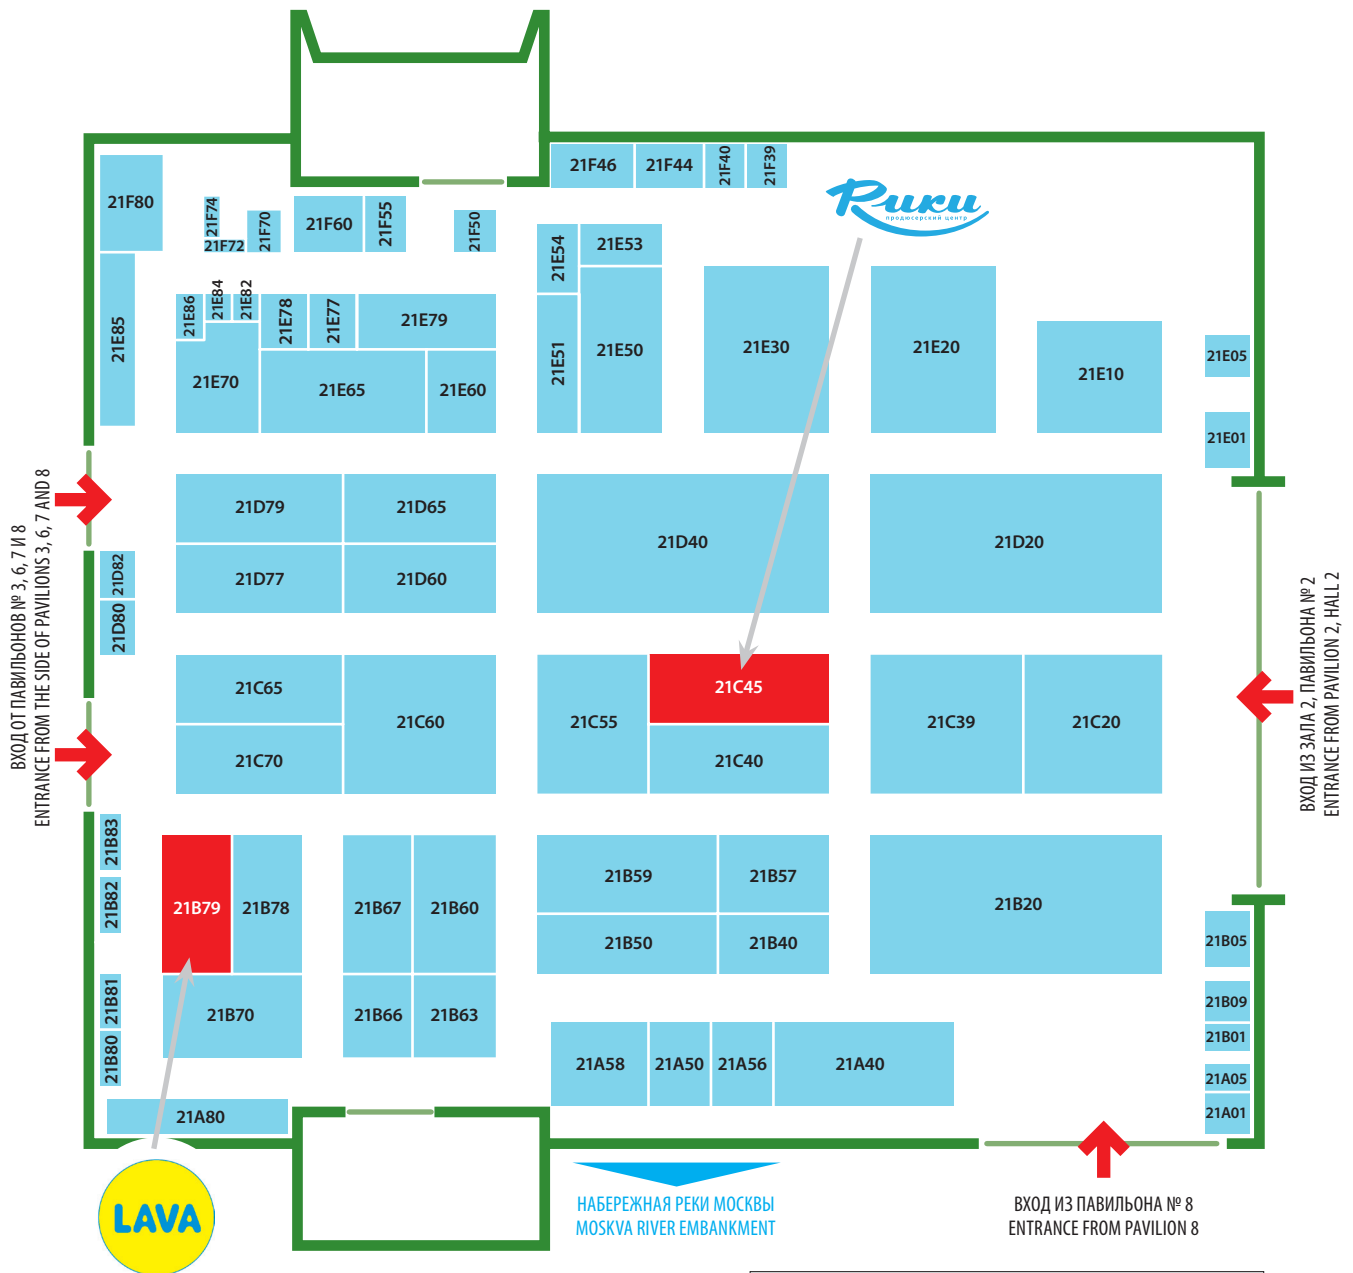 21F46
21F44
21F40
21F39
21F80
21F74
21F72
21F70
21F60
21F55
21F50
Рики
продюсерский центр
21E54
21E53
21E86
21E84
21E82
21E78
21E77
21E79
21E85
21E51
21E50
21E30
21E20
21E10
21E05
21E70
21E65
21E60
21E01
21D79
21D65
21D40
21D20
21D77
21D60
21D82
21D80
ВХОД ОТ ПАВИЛЬОНОВ № 3, 6, 7 И 8
ENTRANCE FROM THE SIDE OF PAVILIONS 3, 6, 7 AND 8
ВХОД ИЗ ЗАЛА 2, ПАВИЛЬОНА № 2
ENTRANCE FROM PAVILION 2, HALL 2
21C65
21C60
21C55
21C45
21C39
21C20
21C70
21C40
21B83
21B82
21B79
21B78
21B67
21B60
21B59
21B57
21B20
21B50
21B40
21B05
21B81
21B80
21B70
21B66
21B63
21B09
21B01
21A58
21A50
21A56
21A40
21A05
21A01
21A80
LAVA
НАБЕРЕЖНАЯ РЕКИ МОСКВЫ
MOSKVA RIVER EMBANKMENT
ВХОД ИЗ ПАВИЛЬОНА № 8
ENTRANCE FROM PAVILION 8